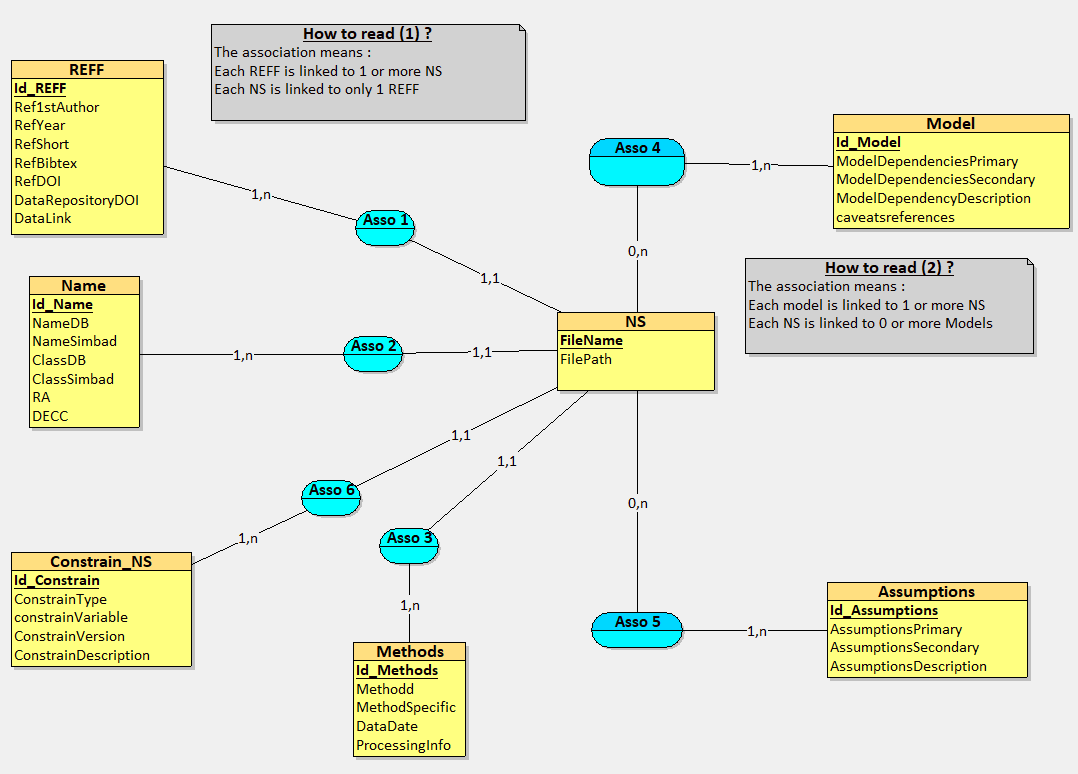 How to read (1) ?
The association means :
Each REFF is linked to 1 or more NS
Each NS is linked to only 1 REFF
REFF
Id_REFF
Ref1stAuthor
RefYear
RefShort
RefBibtex
RefDOI
DataRepositoryDOI
DataLink
1,n
Asso 1
1,1
Asso 4
1,n
0,n
Model
Id_Model
ModelDependenciesPrimary
ModelDependenciesSecondary
ModelDependencyDescription
caveatsreferences
How to read (2) ?
The association means :
Each model is linked to 1 or more NS
Each NS is linked to 0 or more Models
Name
Id_Name
NameDB
NameSimbad
ClassDB
ClassSimbad
RA
DECC
1,n
Asso 2
1,1
NS
FileName
FilePath
1,1
Asso 6
1,n
1,1
Asso 3
1,n
0,n
Asso 5
1,n
Constrain_NS
Id_Constrain
ConstrainType
constrainVariable
ConstrainVersion
ConstrainDescription
Methods
Id_Methods
Methodd
MethodSpecific
DataDate
ProcessingInfo
Assumptions
Id_Assumptions
AssumptionsPrimary
AssumptionsSecondary
AssumptionsDescription